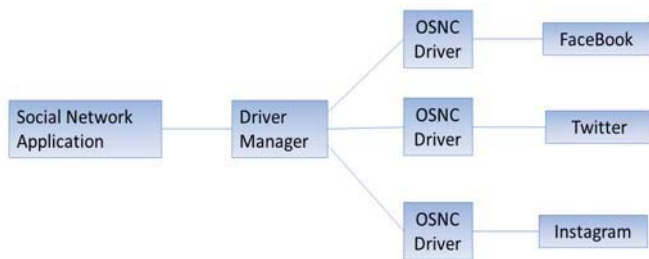 OSNC
Driver
FaceBook
Social Network
Application
Driver
Manager
OSNC
Driver
Twitter
OSNC
Driver
Instagram